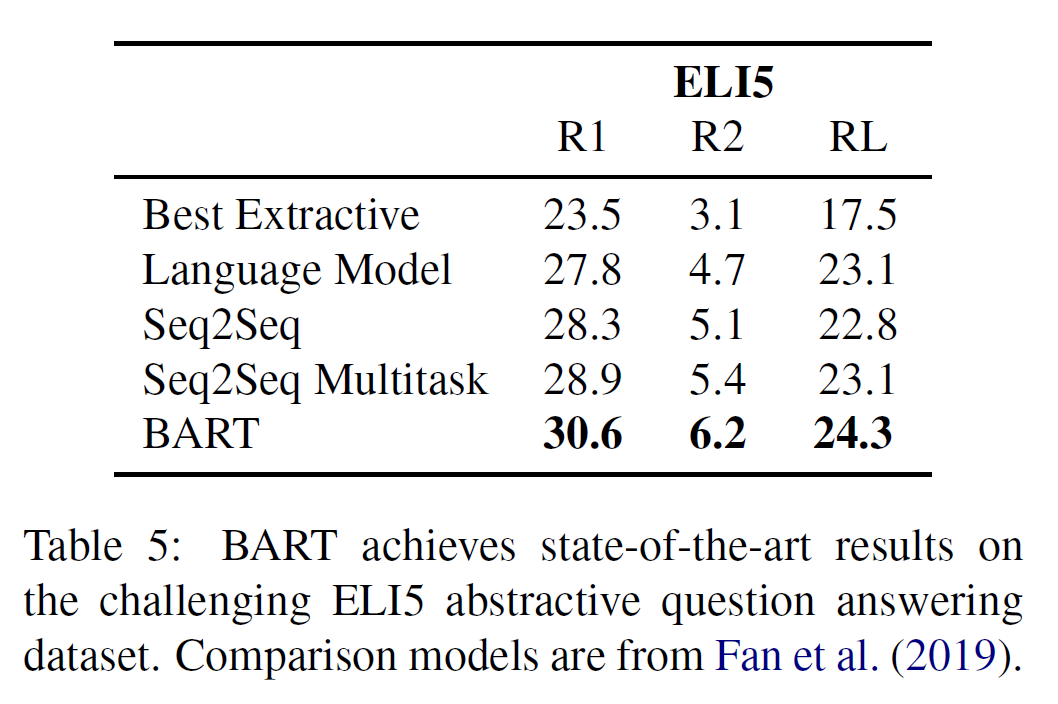 ELI5
R1 R2 RL
Best Extractive 23.5 3.1 17.5
Language Model 27.8 4.7 23.1
Seq2Seq 28.3 5.1 22.8
Seq2Seq Multitask 28.9 5.4 23.1
BART 30.6 6.2 24.3
Table 5: BART achieves state-of-the-art results on
the challenging ELI5 abstractive question answering
dataset. Comparison models are from Fan et al. (2019).